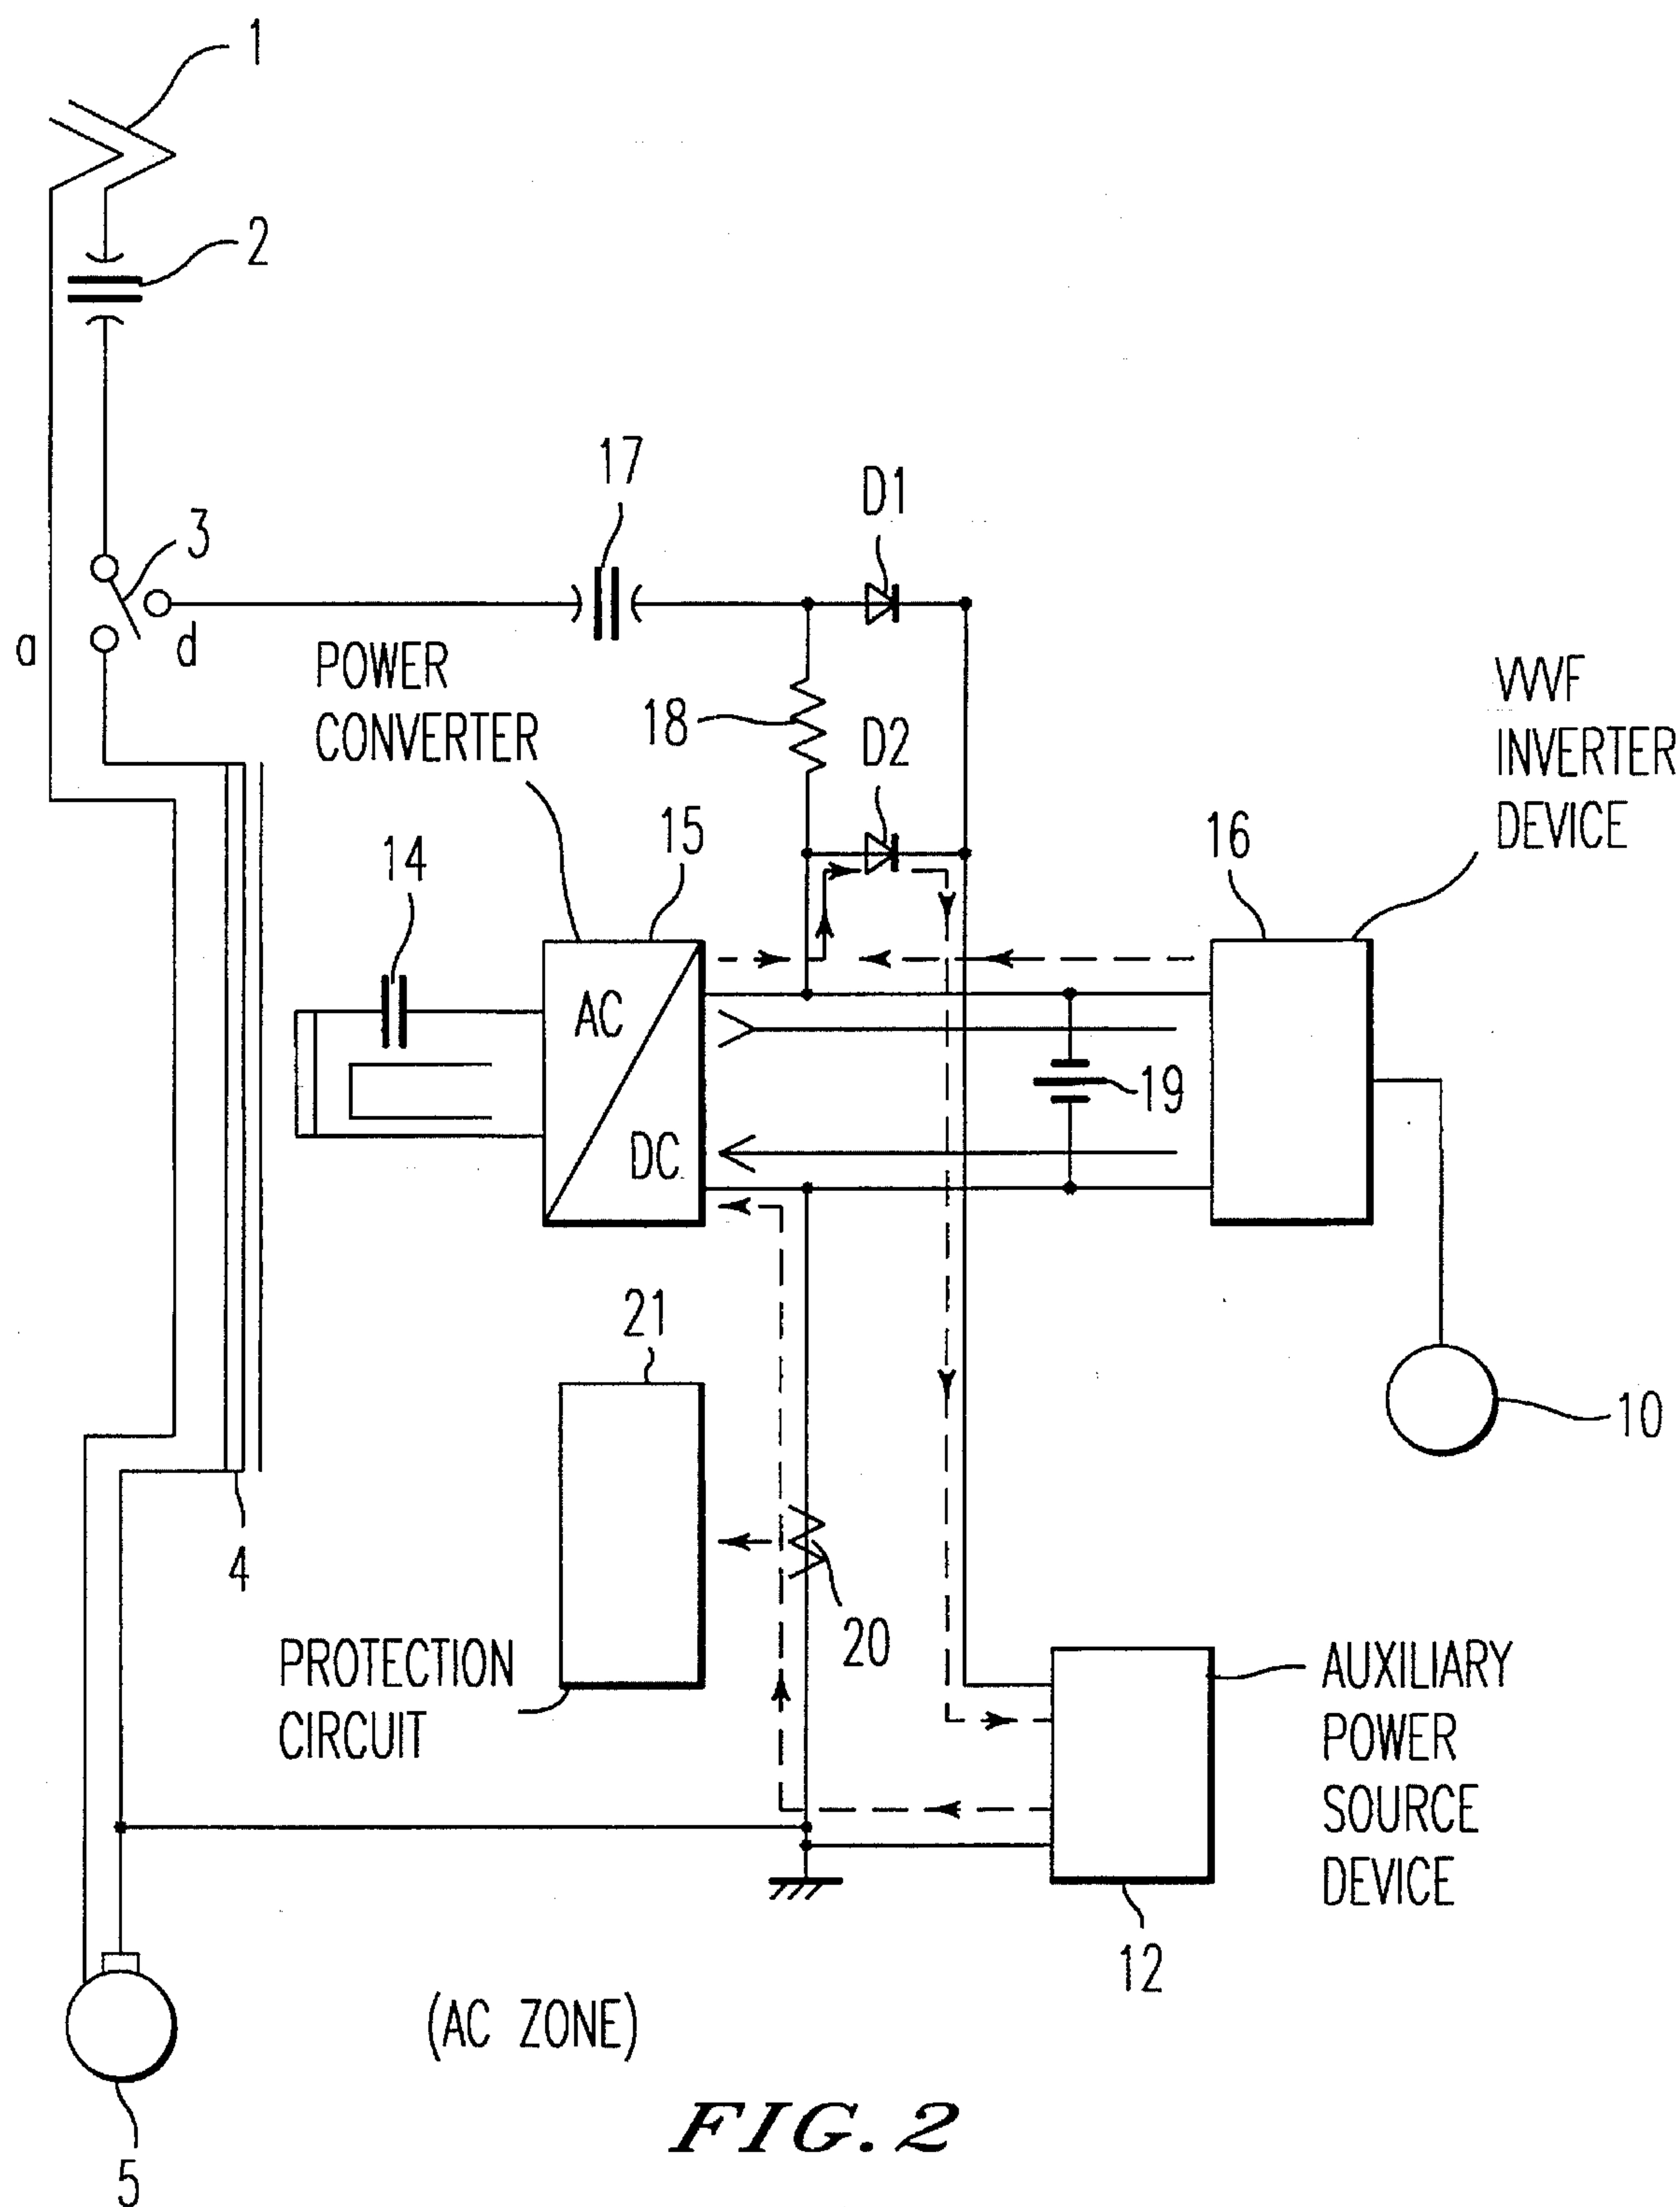 1
2
17
D1
3
a
d
POWER
CONVERTER
18
D2
VVVF
INVERTER
DEVICE
14
15
16
AC
DC
19
21
10
4
20
PROTECTION
CIRCUIT
AUXILIARY
POWER
SOURCE
DEVICE
12
(AC ZONE)
5
FIG. 2